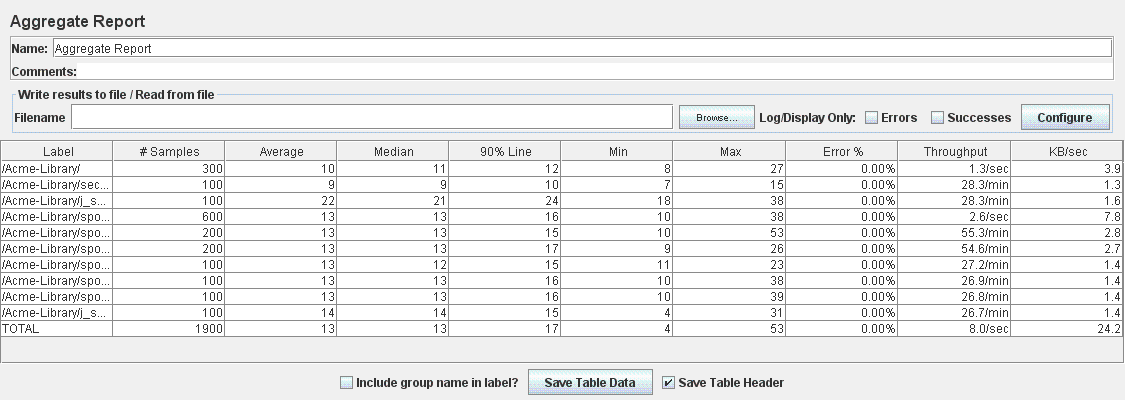 Aggregate Report
Name: Aggregate Report
Comments:
Write results to file / Read from file
Filename Browse... Log/Display Only: Errors Successes Configure
Label # Samples Average Median 90% Line Min Max Error % Throughput KB/sec
/Acme-Library/ 300 10 11 12 8 27 0.00% 1.3/sec 3.9
/Acme-Library/sec... 100 9 9 10 7 15 0.00% 28.3/min 1.3
/Acme-Library/j_s... 100 22 21 24 18 38 0.00% 28.3/min 1.6
/Acme-Library/spo... 600 13 13 16 10 38 0.00% 2.6/sec 7.8
/Acme-Library/spo... 200 13 13 15 10 53 0.00% 55.3/min 2.8
/Acme-Library/spo... 200 13 13 17 9 26 0.00% 54.6/min 2.7
/Acme-Library/spo... 100 13 12 15 11 23 0.00% 27.2/min 1.4
/Acme-Library/spo... 100 13 13 16 10 38 0.00% 26.9/min 1.4
/Acme-Library/spo... 100 13 13 16 10 39 0.00% 26.8/min 1.4
/Acme-Library/j_s... 100 14 14 15 4 31 0.00% 26.7/min 1.4
TOTAL 1900 13 13 17 4 53 0.00% 8.0/sec 24.2
Include group name in label? Save Table Data Save Table Header